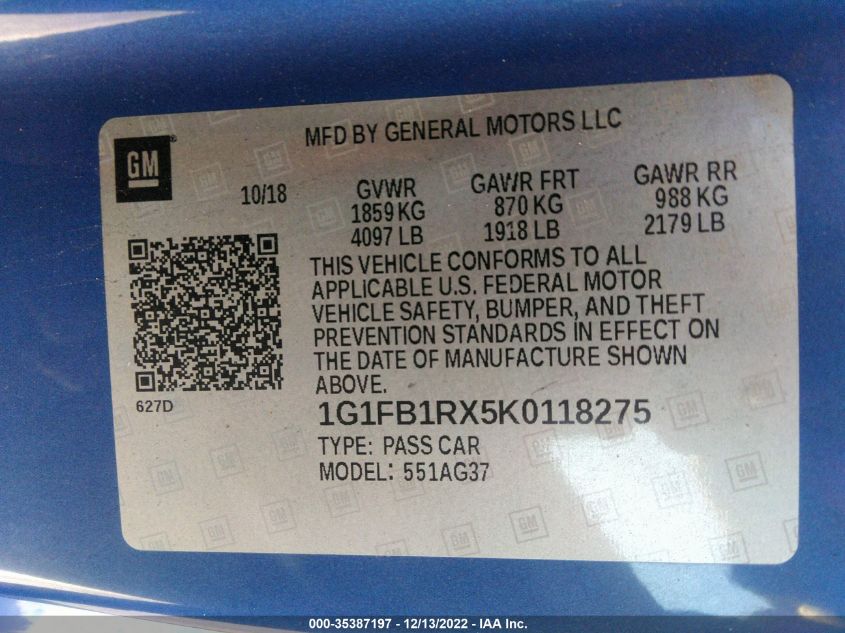 MFD BY GENERAL MOTORS LLC
GM
10/18
GVWR GAWR FRT GAWR RR
1859 KG 870 KG 988 KG
4097 LB 1918 LB 2179 LB
THIS VEHICLE CONFORMS TO ALL
APPLICABLE U.S. FEDERAL MOTOR
VEHICLE SAFETY, BUMPER, AND THEFT
PREVENTION STANDARDS IN EFFECT ON
THE DATE OF MANUFACTURE SHOWN
ABOVE.
627D
1G1FB1RX5K0118275
TYPE: PASS CAR
MODEL: 551AG37
000-35387197 - 12/13/2022 - IAA Inc.